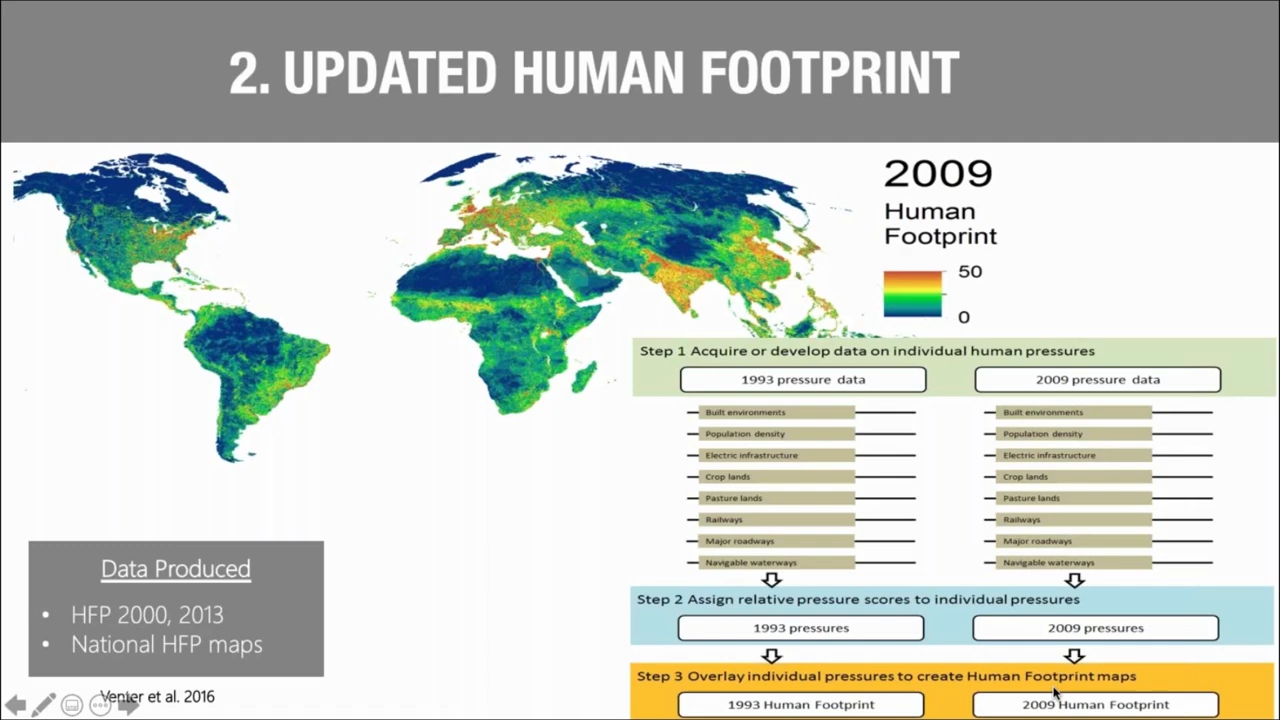 2. UPDATED HUMAN FOOTPRINT
2009
Human
Footprint
50
0
Step 1 Acquire or develop data on individual human pressures
1993 pressure data
2009 pressure data
Built environments
Population density
Electric infrastructure
Crop lands
Pasture lands
Railways
Major roadways
Navigable waterways
Built environments
Population density
Electric infrastructure
Crop lands
Pasture lands
Railways
Major roadways
Navigable waterways
Step 2 Assign relative pressure scores to individual pressures
1993 pressures
2009 pressures
Step 3 Overlay individual pressures to create Human Footprint maps
1993 Human Footprint
2009 Human Footprint
Data Produced
• HFP 2000, 2013
• National HFP maps
Venter et al. 2016